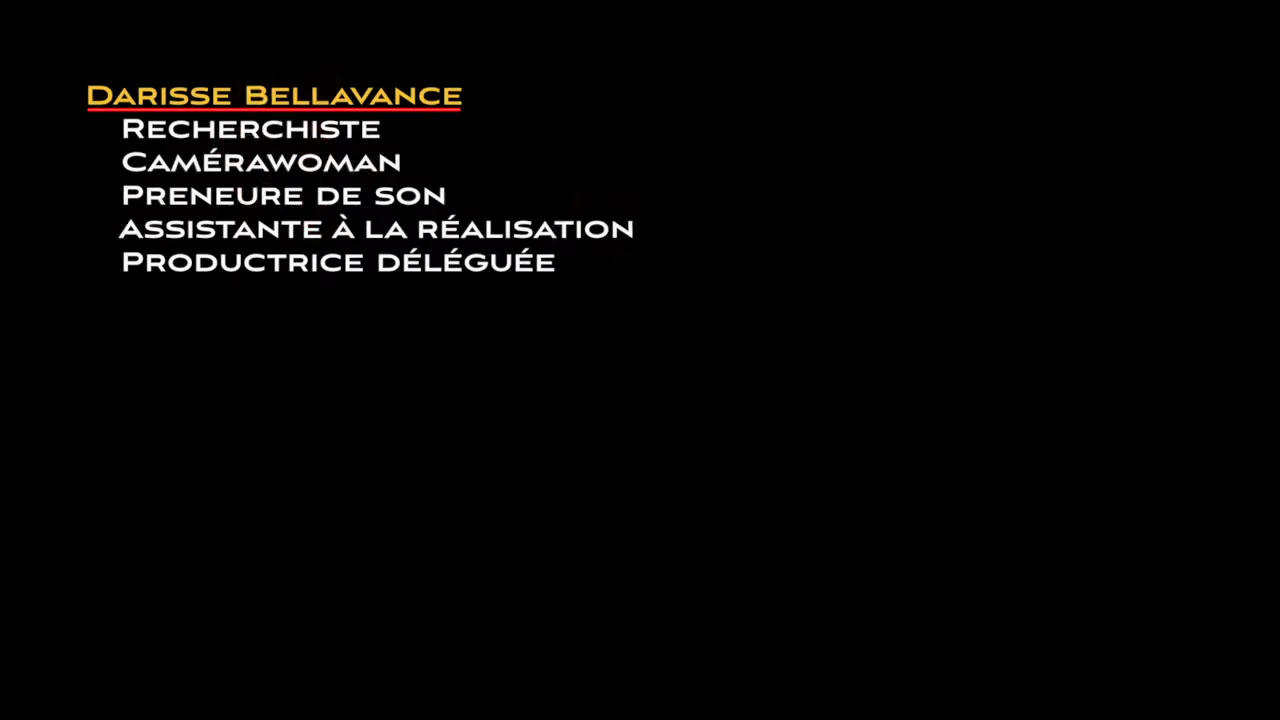 Darisse Bellavance
Recherchiste
Camérawoman
Preneure de son
Assistante à la réalisation
Productrice déléguée